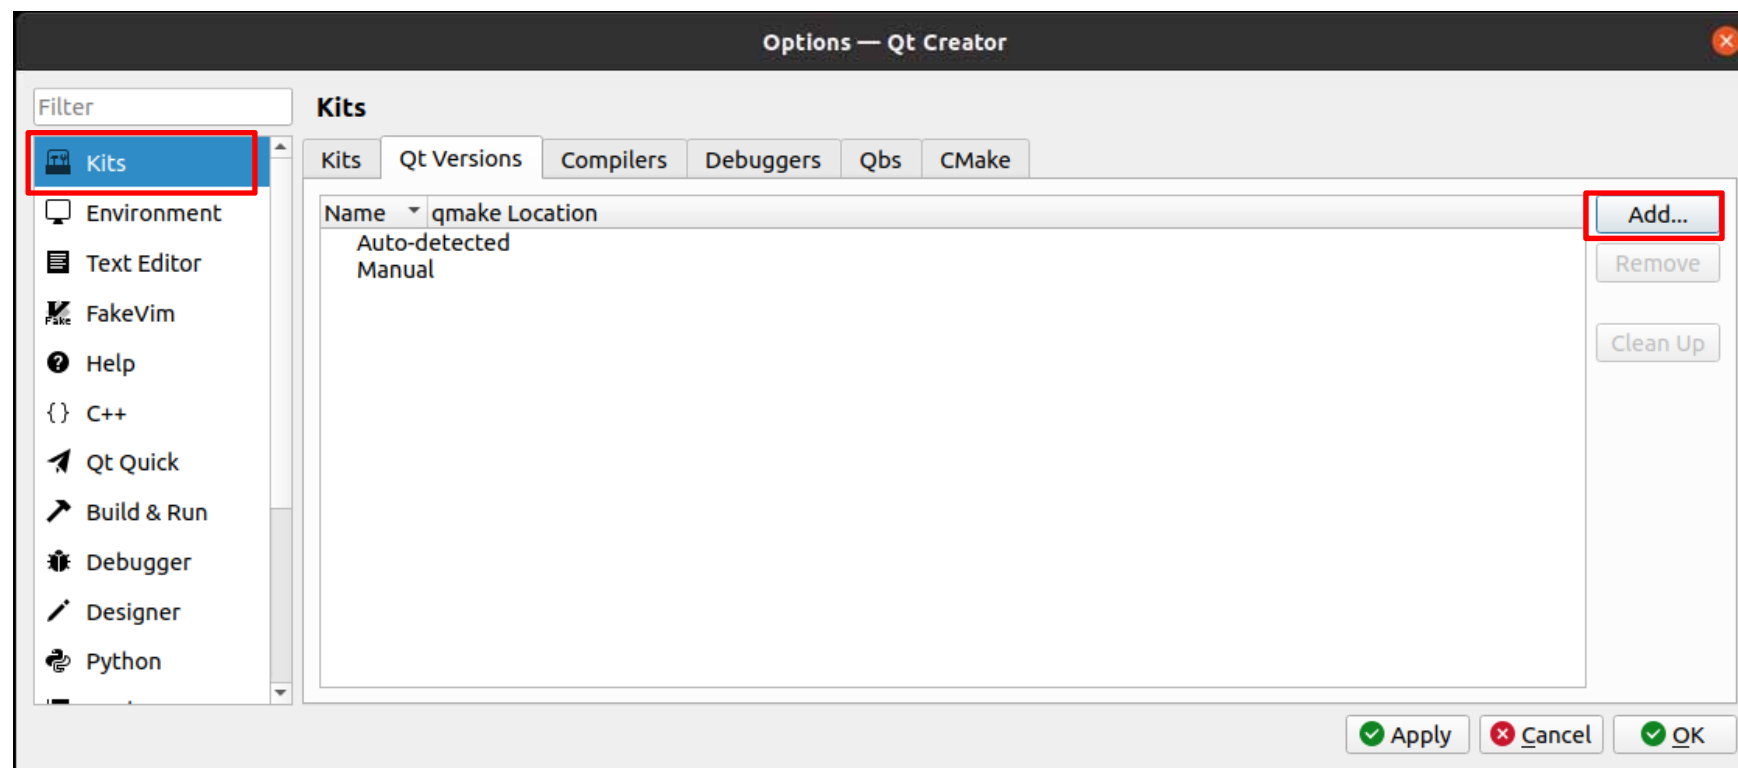 Options — Qt Creator
Filter
Kits
Environment
Text Editor
FakeVim
Help
{} C++
Qt Quick
Build & Run
Debugger
Designer
Python
Kits
Kits Qt Versions Compilers Debuggers Qbs CMake
Name qmake Location
Auto-detected
Manual
Add...
Remove
Clean Up
Apply Cancel OK